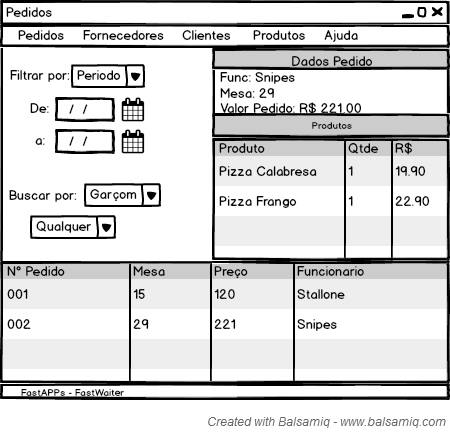 Pedidos
Pedidos Fornecedores Clientes Produtos Ajuda
Filtrar por: Periodo
De: / /
a: / /
Buscar por: Garçom
Qualquer
Dados Pedido
Func: Snipes
Mesa: 29
Valor Pedido: R$ 221.00
Produtos
Produto Qtde R$
Pizza Calabresa 1 19.90
Pizza Frango 1 22.90
Nº Pedido Mesa Preço Funcionario
001 15 120 Stallone
002 29 221 Snipes
FastAPPs - FastWaiter
Created with Balsamiq - www.balsamiq.com